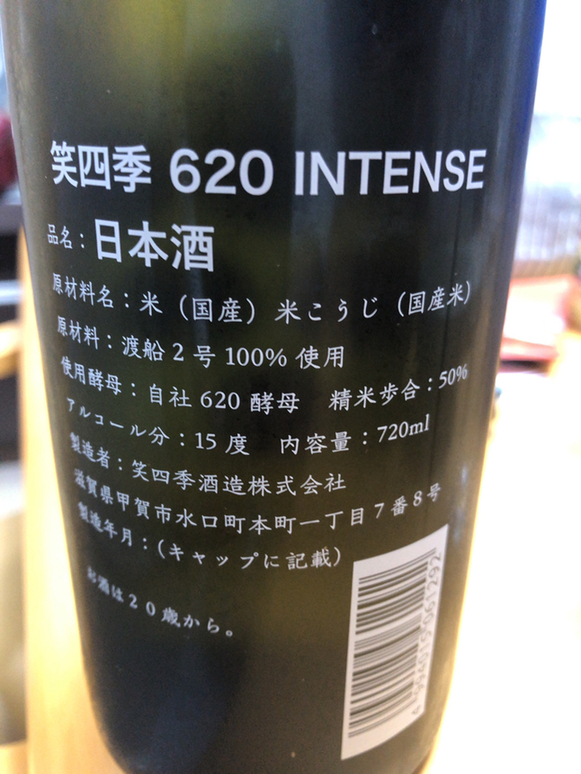 笑四季 620 INTENSE
品名：日本酒
原材料名：米（国産）米こうじ（国産米）
原材料：渡船2号100% 使用
使用酵母：自社 620 酵母　精米歩合：50%
アルコール分：15 度　内容量：720ml
製造者：笑四季酒造株式会社
滋賀県甲賀市水口町本町一丁目7番8号
製造年月：（キャップに記載）
お酒は20歳から。